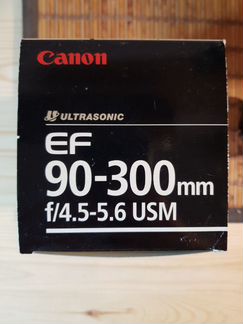 Canon
ULTRASONIC
EF
90-300mm
f/4.5-5.6 USM